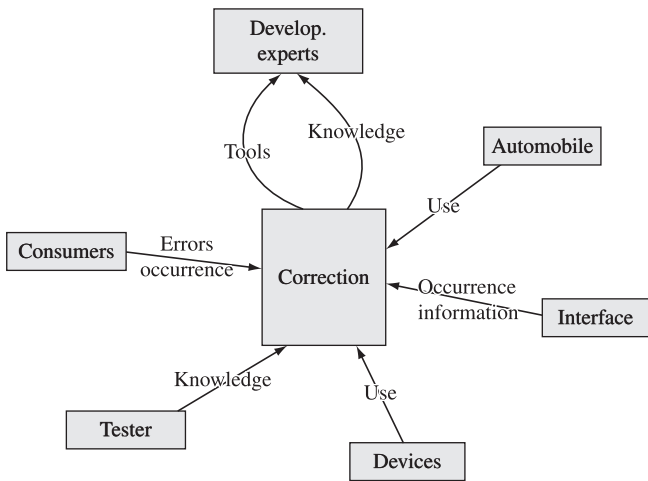 Develop.
experts
Knowledge
Tools
Automobile
Use
Consumers
Errors
occurrence
Correction
Occurrence
information
Interface
Knowledge
Use
Tester
Devices